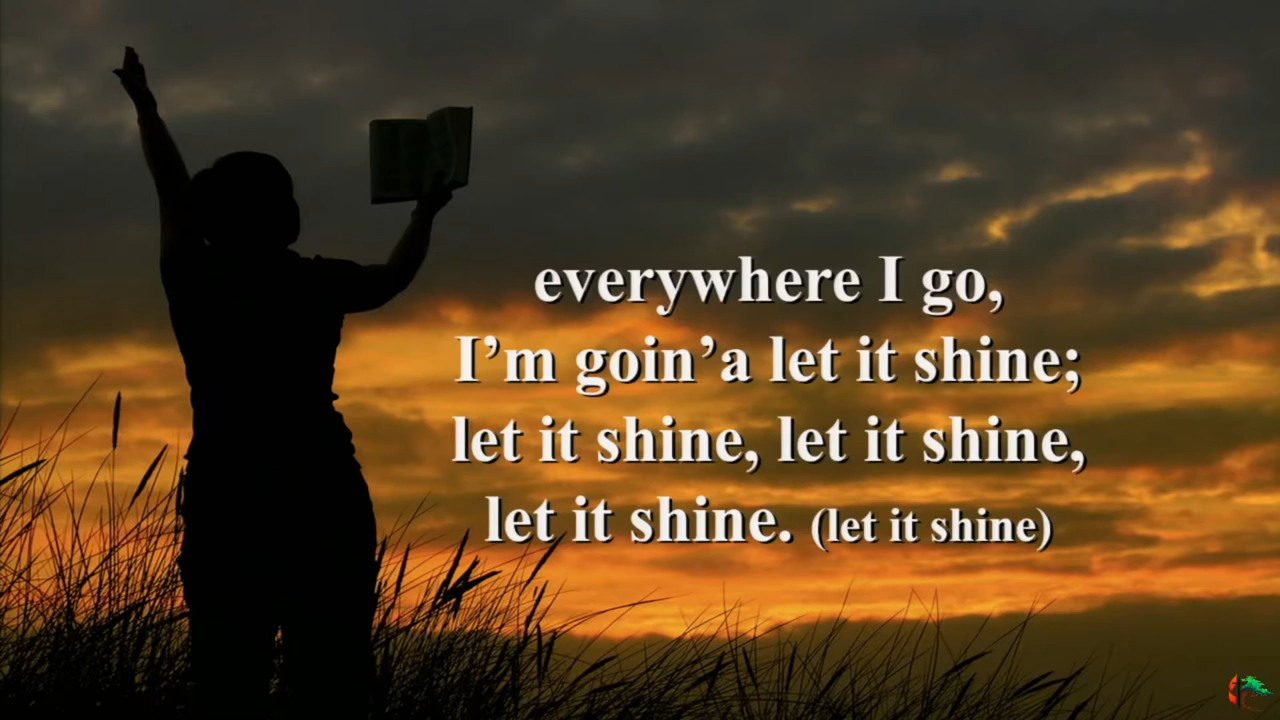 everywhere I go,
I’m goin’a let it shine;
let it shine, let it shine,
let it shine. (let it shine)